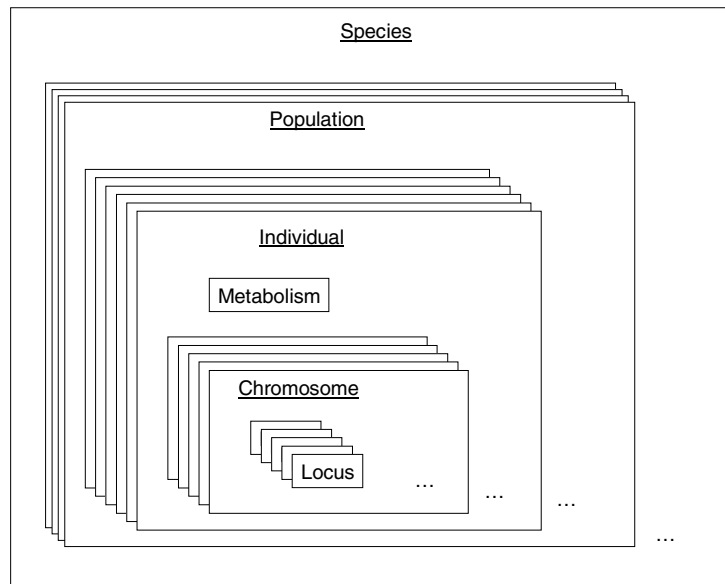 Species
Population
Individual
Metabolism
Chromosome
Locus
...
...
...
...